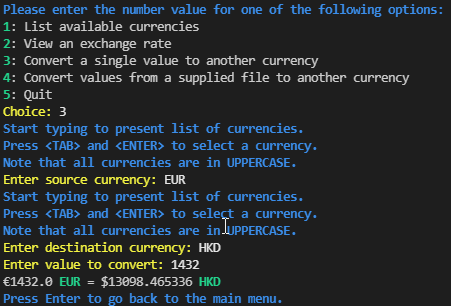 Please enter the number value for one of the following options:
1: List available currencies
2: View an exchange rate
3: Convert a single value to another currency
4: Convert values from a supplied file to another currency
5: Quit
Choice: 3
Start typing to present list of currencies.
Press <TAB> and <ENTER> to select a currency.
Note that all currencies are in UPPERCASE.
Enter source currency: EUR
Start typing to present list of currencies.
Press <TAB> and <ENTER> to select a currency.
Note that all currencies are in UPPERCASE.
Enter destination currency: HKD
Enter value to convert: 1432
€1432.0 EUR = $13098.465336 HKD
Press Enter to go back to the main menu.